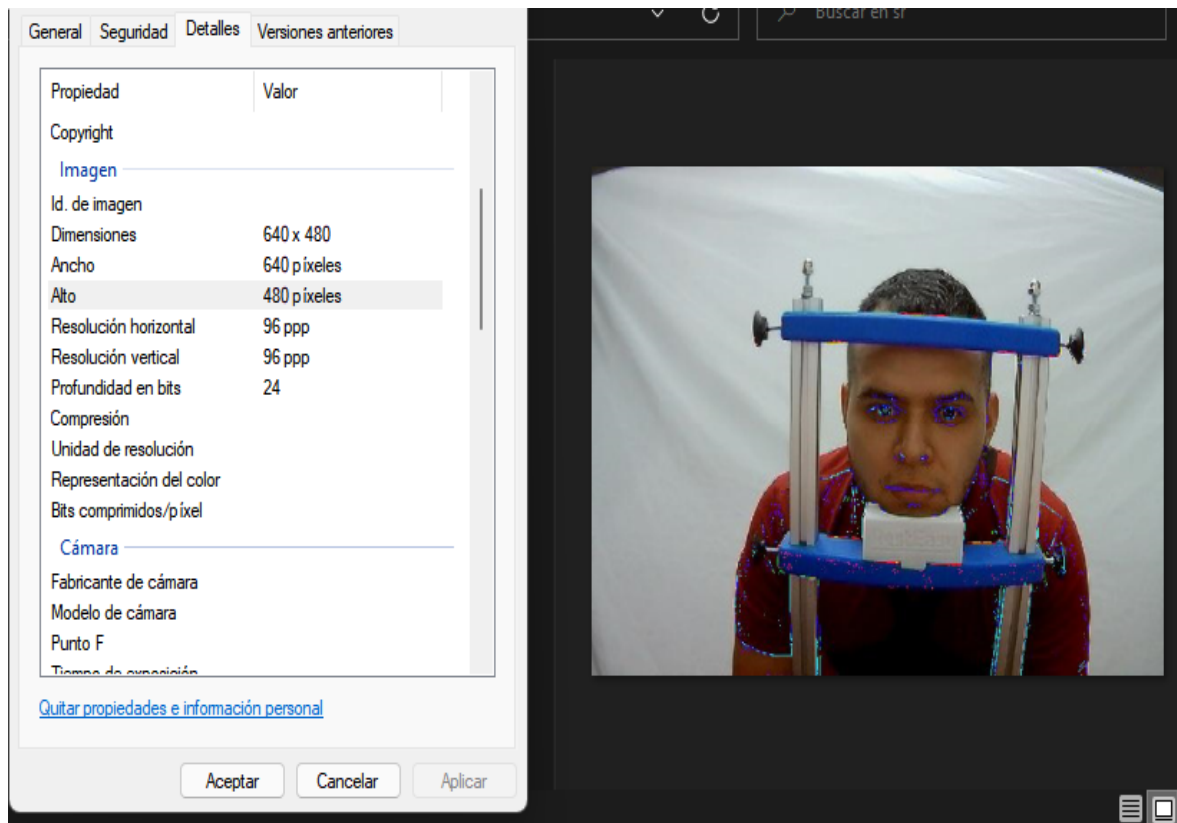 General Seguridad Detalles Versiones anteriores
Buscar en sr
Propiedad Valor
Copyright
Imagen
Id. de imagen
Dimensiones 640 x 480
Ancho 640 píxeles
Alto 480 píxeles
Resolución horizontal 96 ppp
Resolución vertical 96 ppp
Profundidad en bits 24
Compresión
Unidad de resolución
Representación del color
Bits comprimidos/píxel
Cámara
Fabricante de cámara
Modelo de cámara
Punto F
Tiempo de exposición
Quitar propiedades e información personal
Aceptar Cancelar Aplicar